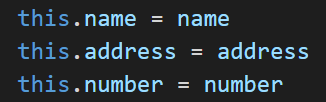 this.name = name
this.address = address
this.number = number